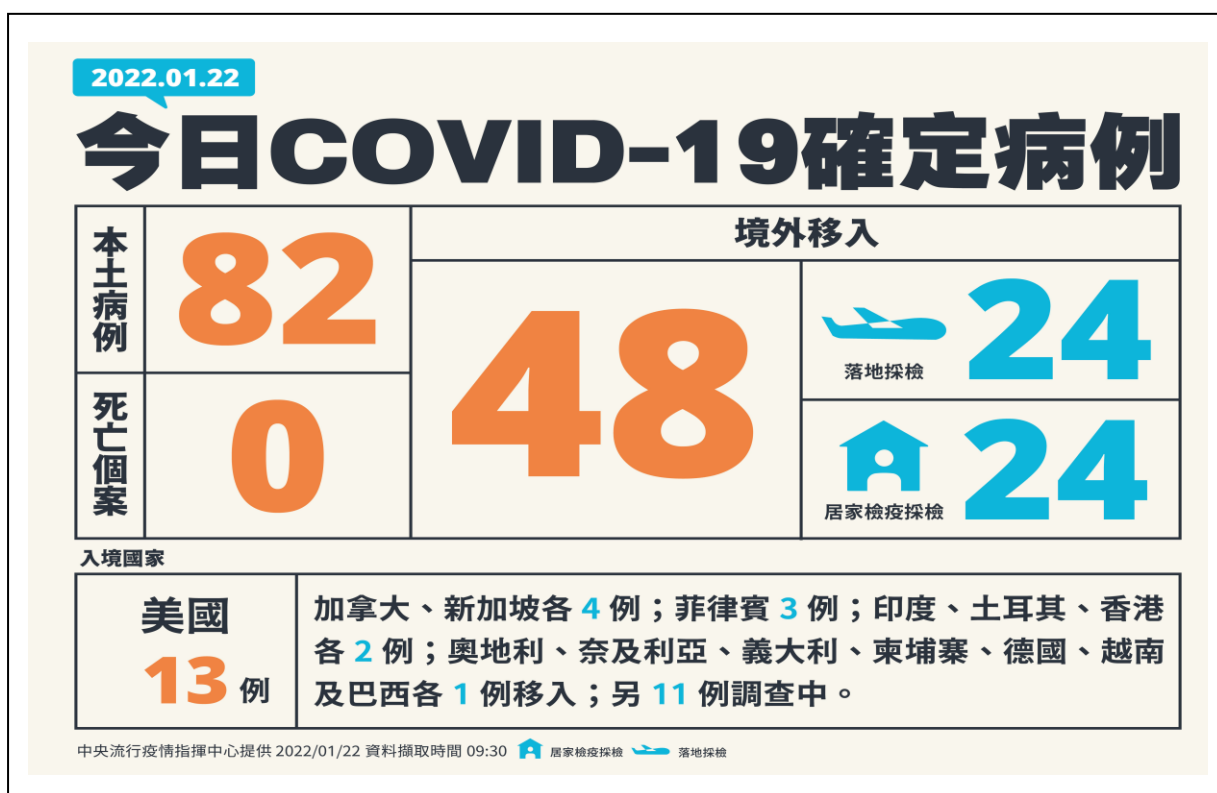 2022.01.22
今日COVID-19確定病例
本土病例
82
死亡個案
0
境外移入
48
落地採檢
24
居家檢疫採檢
24
入境國家
美國
13 例
加拿大、新加坡各 4 例；菲律賓 3 例；印度、土耳其、香港
各 2 例；奧地利、奈及利亞、義大利、柬埔寨、德國、越南
及巴西各 1 例移入；另 11 例調查中。
中央流行疫情指揮中心提供 2022/01/22 資料擷取時間 09:30 居家檢疫採檢 落地採檢